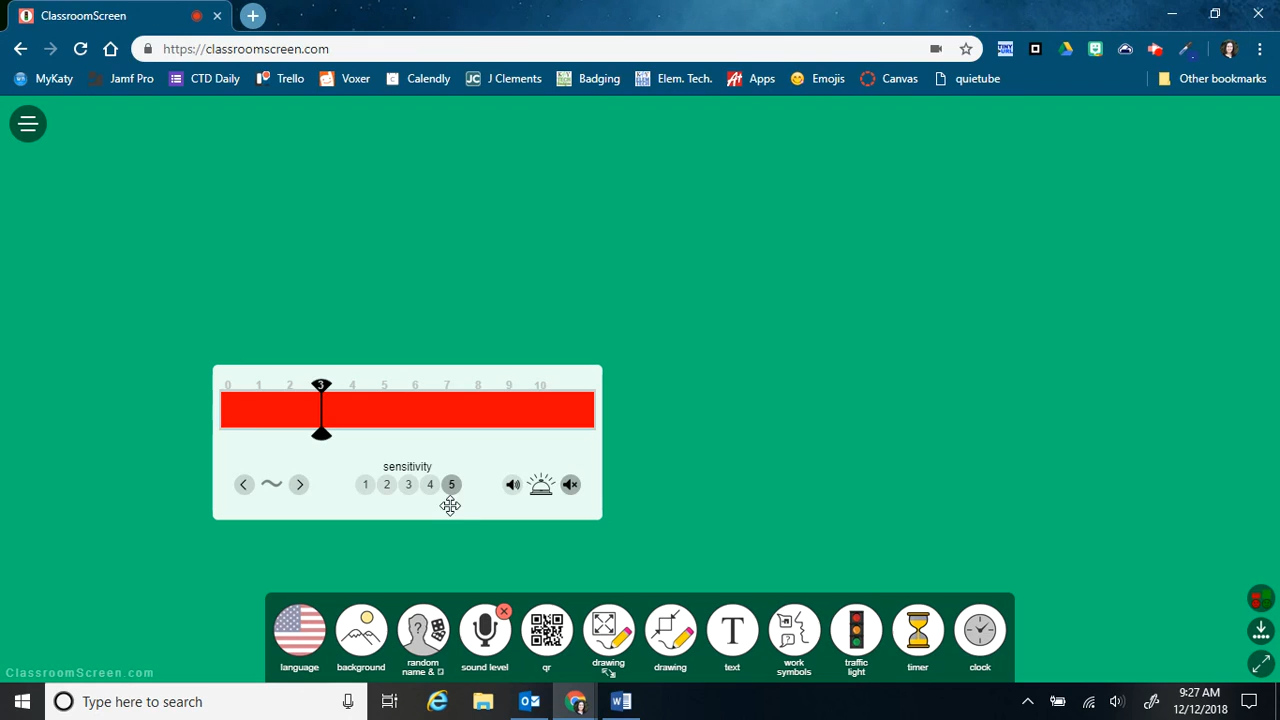 ClassroomScreen
https://classroomscreen.com
MyKaty Jamf Pro CTD Daily Trello Voxer Calendly J Clements Badging Elem. Tech. Apps Emojis Canvas quietube Other bookmarks
0 1 2 3 4 5 6 7 8 9 10
sensitivity
1 2 3 4 5
language background random name & sound level qr drawing drawing text work symbols traffic light timer clock
ClassroomScreen.com
Type here to search
9:27 AM
12/12/2018